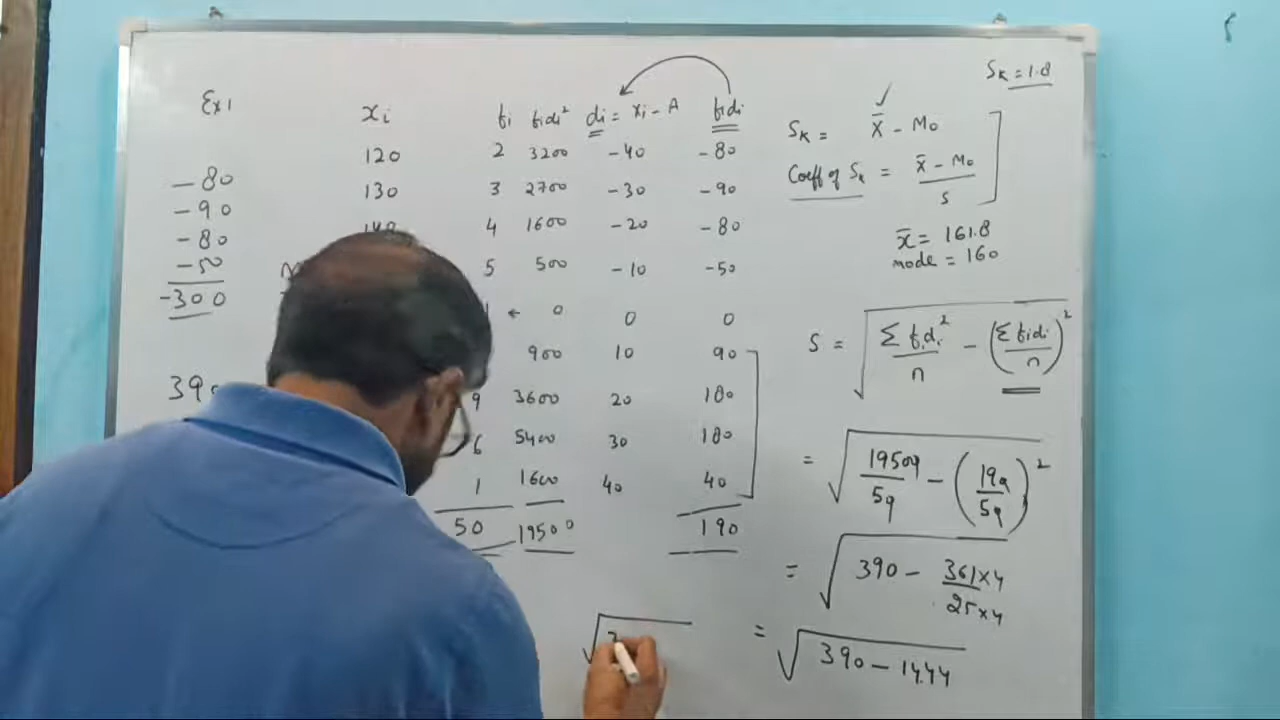 Sₖ = 1.8
Ex1
xi fi fidi² di = xi - A fidi
120 2 3200 -40 -80
130 3 2700 -30 -90
140 4 1600 -20 -80
5 500 -10 -50
← 0 0 0
900 10 90
9 3600 20 180
6 5400 30 180
1 1600 40 40
50 19500 190
-80
-90
-80
-50
-300
39
Sₖ = x̄ - Mo ✓
Coeff of Sₖ = (x̄ - Mo)/S
x̄ = 161.8
mode = 160
S = √(Σfidi²/n - (Σfidi/n)²)
= √(19500/50 - (190/50)²)
= √(390 - 361×4/25×4)
= √(390 - 14.44)
√